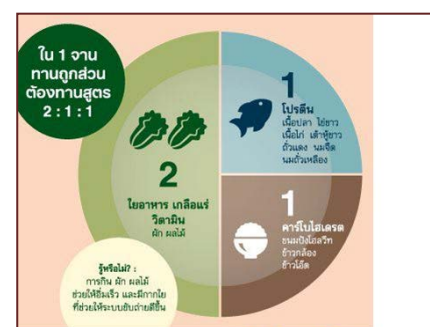 ใน 1 จาน
ทานถูกส่วน
ต้องทานสูตร
2 : 1 : 1
2
ใยอาหาร เกลือแร่
วิตามิน
ผัก ผลไม้
1
โปรตีน
เนื้อปลา ไข่ขาว
เนื้อไก่ เต้าหู้ขาว
ถั่วแดง นมจืด
นมถั่วเหลือง
1
คาร์โบไฮเดรต
ขนมปังโฮลวีท
ข้าวกล้อง
ข้าวโอ๊ต
รู้หรือไม่? :
การกิน ผัก ผลไม้
ช่วยให้อิ่มเร็ว และมีกากใย
ที่ช่วยให้ระบบขับถ่ายดีขึ้น